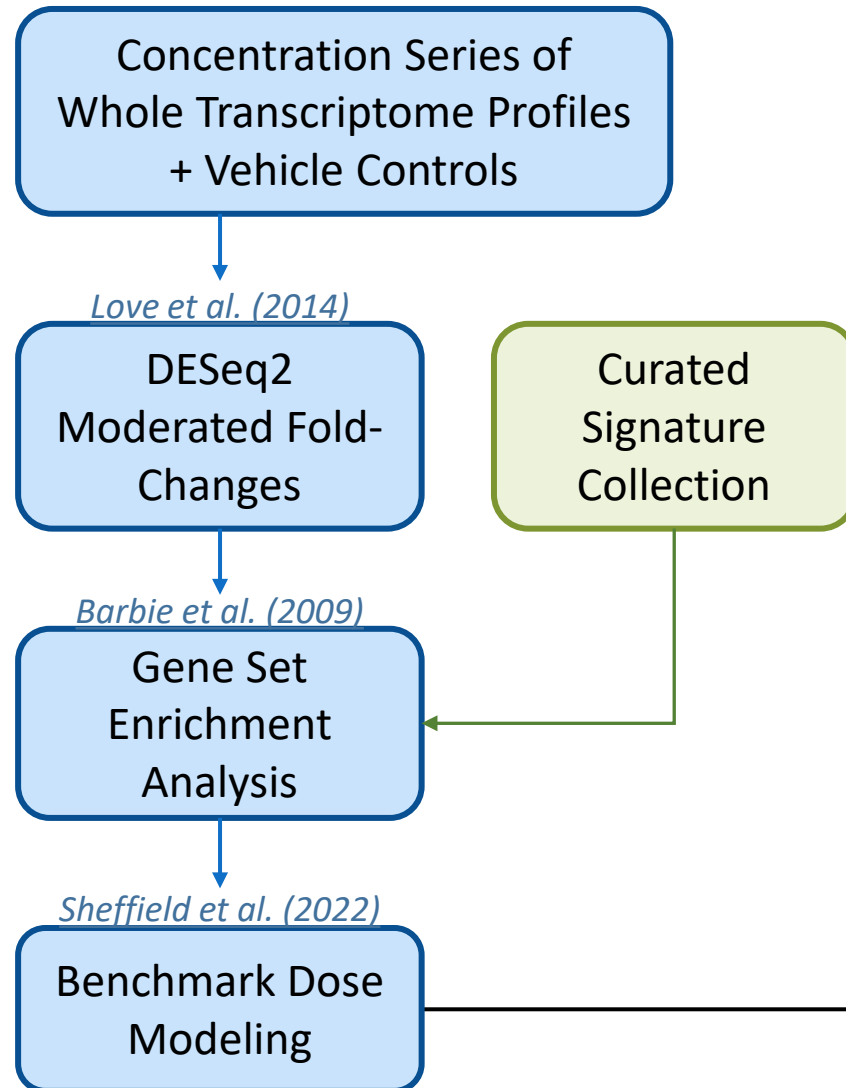 Concentration Series of
Whole Transcriptome Profiles
+ Vehicle Controls
Love et al. (2014)
DESeq2
Moderated Fold-
Changes
Curated
Signature
Collection
Barbie et al. (2009)
Gene Set
Enrichment
Analysis
Sheffield et al. (2022)
Benchmark Dose
Modeling